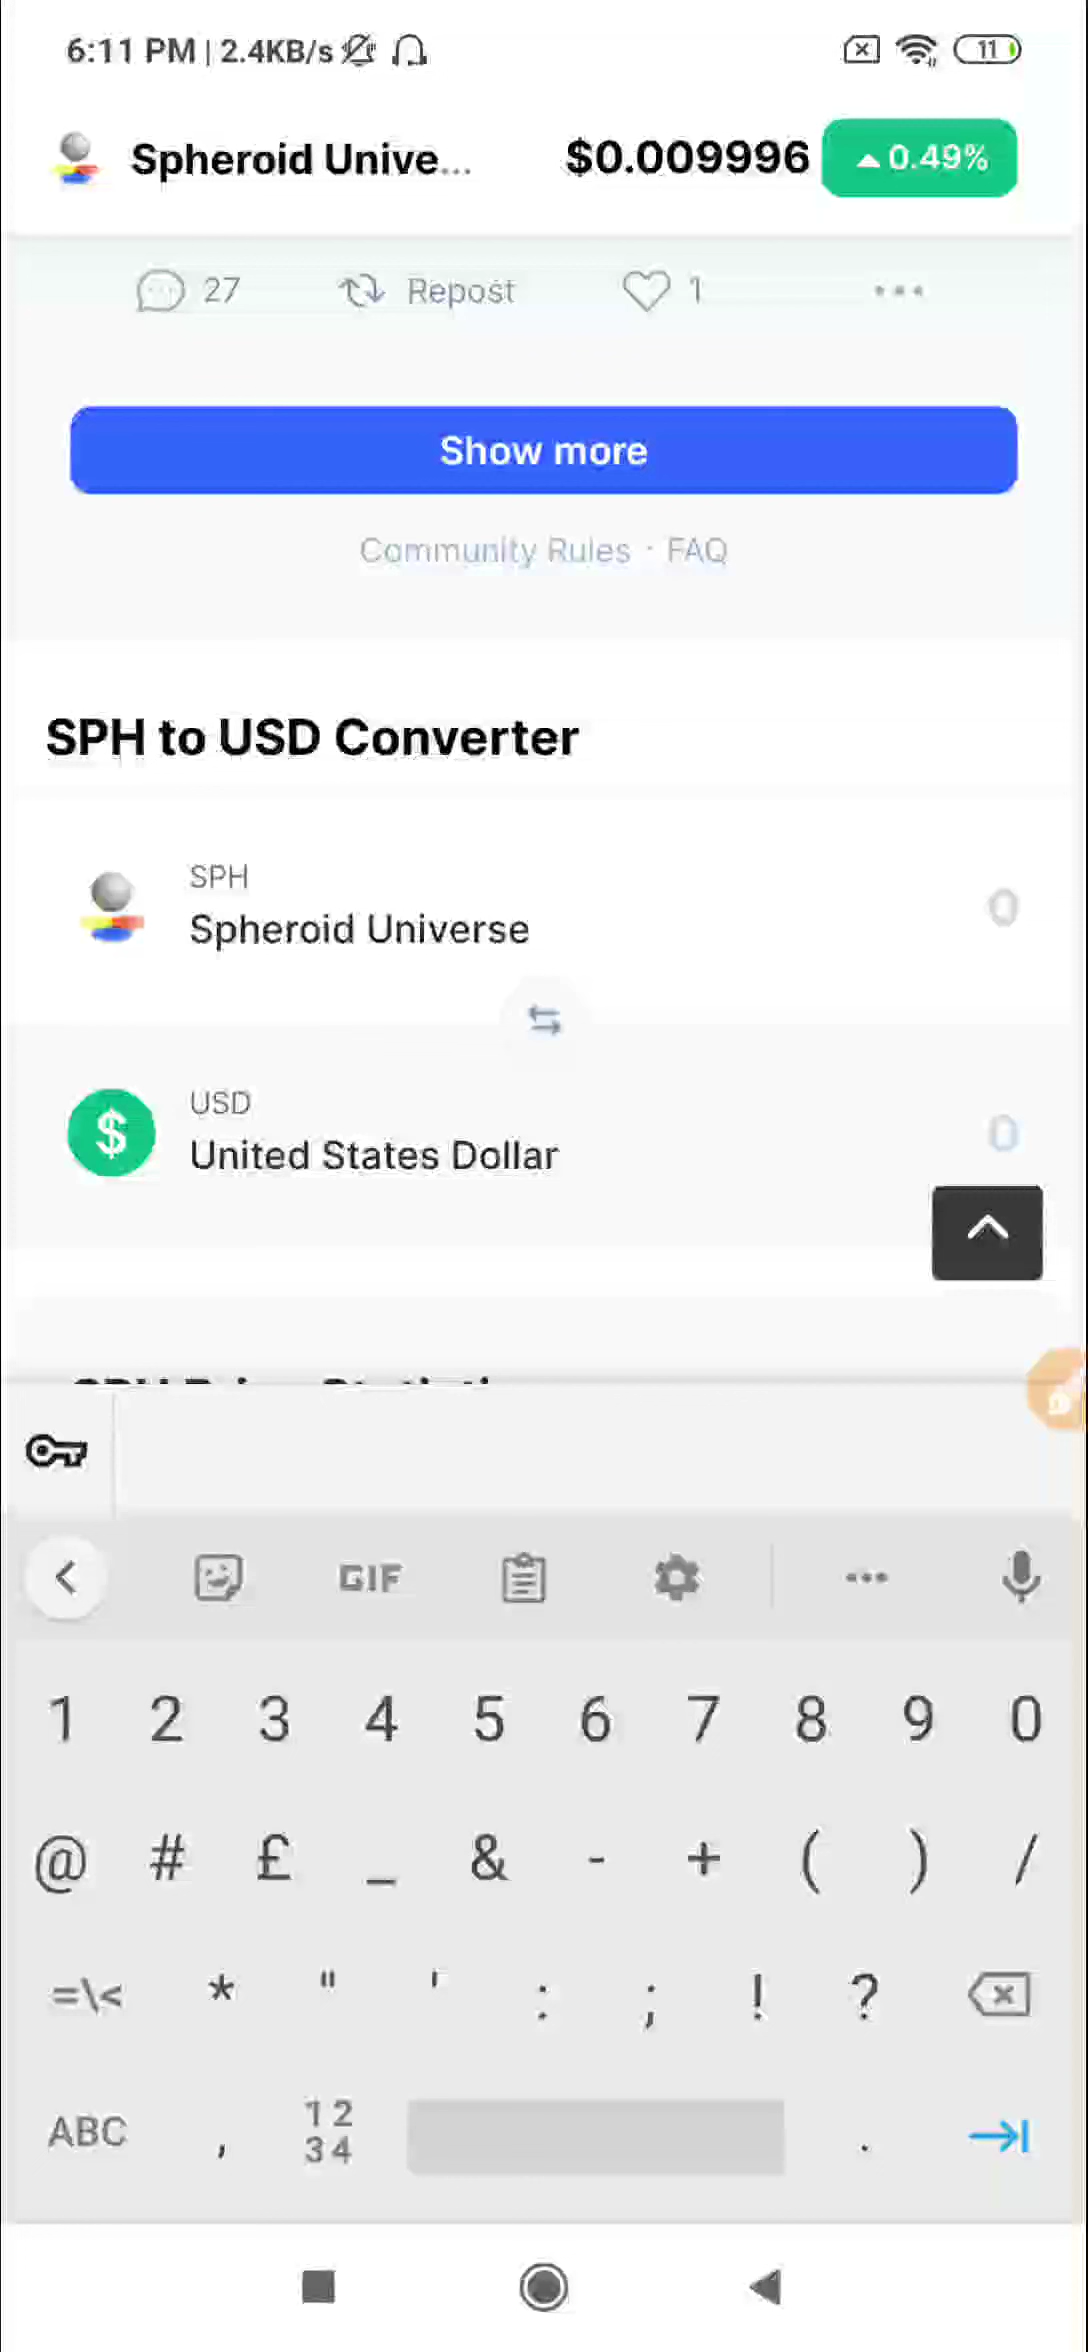 6:11 PM | 2.4KB/s 11
Spheroid Unive... $0.009996 0.49%
27 Repost 1
Show more
Community Rules · FAQ
SPH to USD Converter
SPH
Spheroid Universe 0
USD
United States Dollar 0
GIF
1 2 3 4 5 6 7 8 9 0
@ # £ _ & - + ( ) /
=\< * " ' : ; ! ?
ABC , 12 34 .